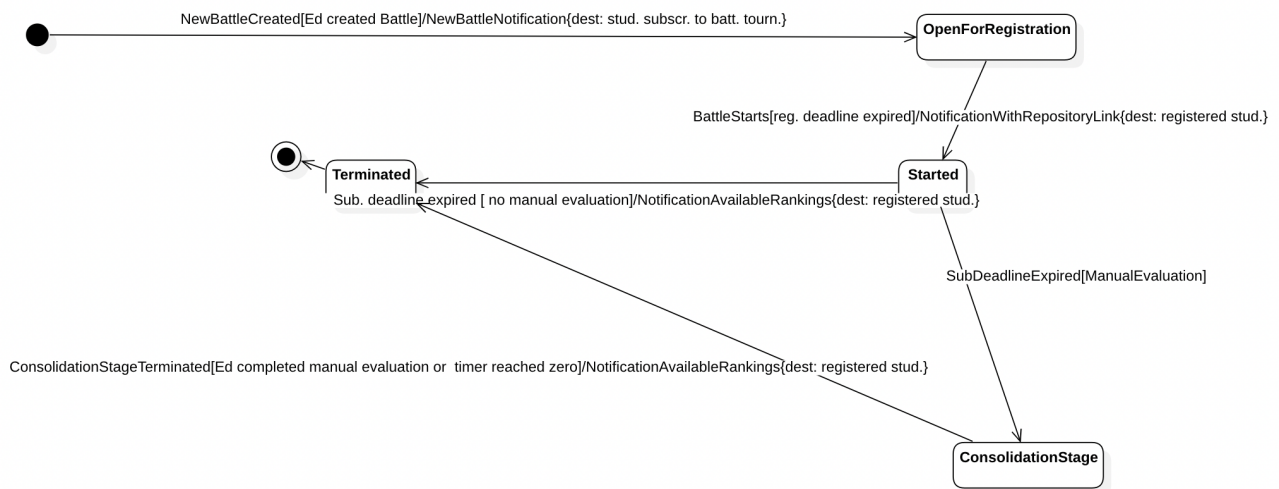 NewBattleCreated[Ed created Battle]/NewBattleNotification{dest: stud. subscr. to batt. tourn.}
OpenForRegistration
BattleStarts[reg. deadline expired]/NotificationWithRepositoryLink{dest: registered stud.}
Terminated
Started
Sub. deadline expired [ no manual evaluation]/NotificationAvailableRankings{dest: registered stud.}
SubDeadlineExpired[ManualEvaluation]
ConsolidationStageTerminated[Ed completed manual evaluation or  timer reached zero]/NotificationAvailableRankings{dest: registered stud.}
ConsolidationStage